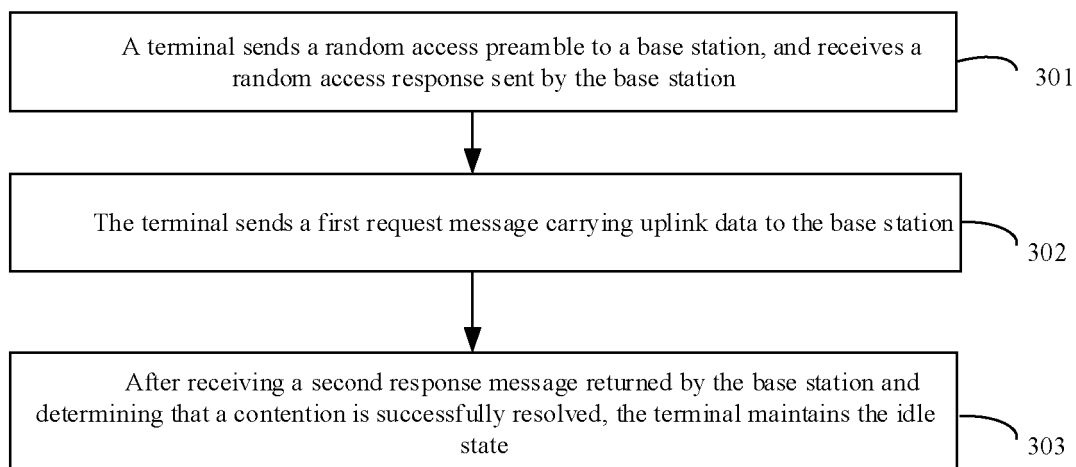 A terminal sends a random access preamble to a base station, and receives a
random access response sent by the base station
301
The terminal sends a first request message carrying uplink data to the base station
302
After receiving a second response message returned by the base station and
determining that a contention is successfully resolved, the terminal maintains the idle
state
303